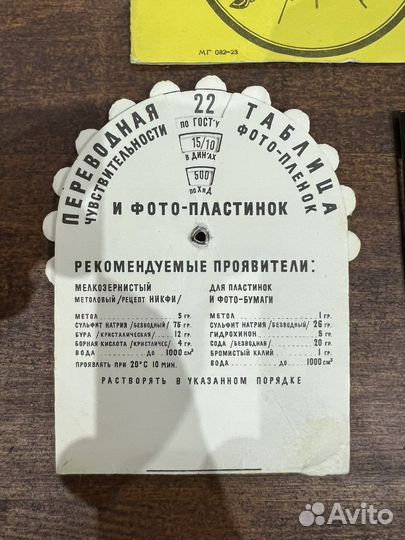 МГ 082-23
ПЕРЕВОДНАЯ ТАБЛИЦА
ЧУВСТВИТЕЛЬНОСТИ ФОТО-ПЛЕНОК
22
ПО ГОСТ'У
15/10
В ДИН'АХ
500
ПО ХиД
И ФОТО-ПЛАСТИНОК
РЕКОМЕНДУЕМЫЕ ПРОЯВИТЕЛИ:
МЕЛКОЗЕРНИСТЫЙ
МЕТОЛОВЫЙ /РЕЦЕПТ НИКФИ/
МЕТОЛ 5 ГР.
СУЛЬФИТ НАТРИЯ /БЕЗВОДНЫЙ/ 75 ГР.
БУРА /КРИСТАЛИЧЕСКАЯ/ 12 ГР.
БОРНАЯ КИСЛОТА /КРИСТАЛИЧЕС/ 4 ГР.
ВОДА ДО 1000 СМ³
ПРОЯВЛЯТЬ ПРИ 20°С 10 МИН.
ДЛЯ ПЛАСТИНОК
И ФОТО-БУМАГИ
МЕТОЛ 1 ГР.
СУЛЬФИТ НАТРИЯ /БЕЗВОДНЫЙ/ 26 ГР.
ГИДРОХИНОН 5 ГР.
СОДА /БЕЗВОДНАЯ/ 20 ГР.
БРОМИСТЫЙ КАЛИЙ 1 ГР.
ВОДА ДО 1000 СМ³
РАСТВОРЯТЬ В УКАЗАННОМ ПОРЯДКЕ
Avito